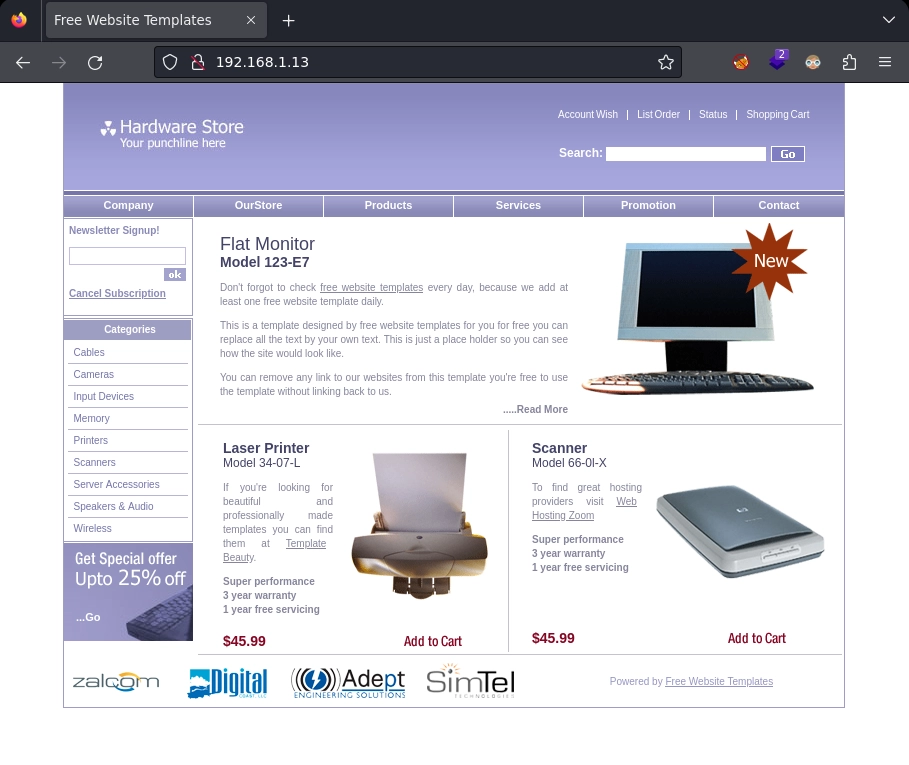 Free Website Templates
192.168.1.13
2
Hardware Store
Your punchline here
Account Wish | List Order | Status | Shopping Cart
Search: Go
Company OurStore Products Services Promotion Contact
Newsletter Signup!
ok
Cancel Subscription
Categories
Cables
Cameras
Input Devices
Memory
Printers
Scanners
Server Accessories
Speakers & Audio
Wireless
Get Special offer
Upto 25% off
...Go
Flat Monitor
Model 123-E7
Don't forgot to check free website templates every day, because we add at
least one free website template daily.
This is a template designed by free website templates for you for free you can
replace all the text by your own text. This is just a place holder so you can see
how the site would look like.
You can remove any link to our websites from this template you're free to use
the template without linking back to us.
.....Read More
New
Laser Printer
Model 34-07-L
If you're looking for
beautiful and
professionally made
templates you can find
them at Template
Beauty.
Super performance
3 year warranty
1 year free servicing
$45.99 Add to Cart
Scanner
Model 66-0I-X
To find great hosting
providers visit Web
Hosting Zoom
Super performance
3 year warranty
1 year free servicing
$45.99 Add to Cart
zalcom
Digital
Adept
ENGINEERING SOLUTIONS
SimTel
TECHNOLOGIES
Powered by Free Website Templates